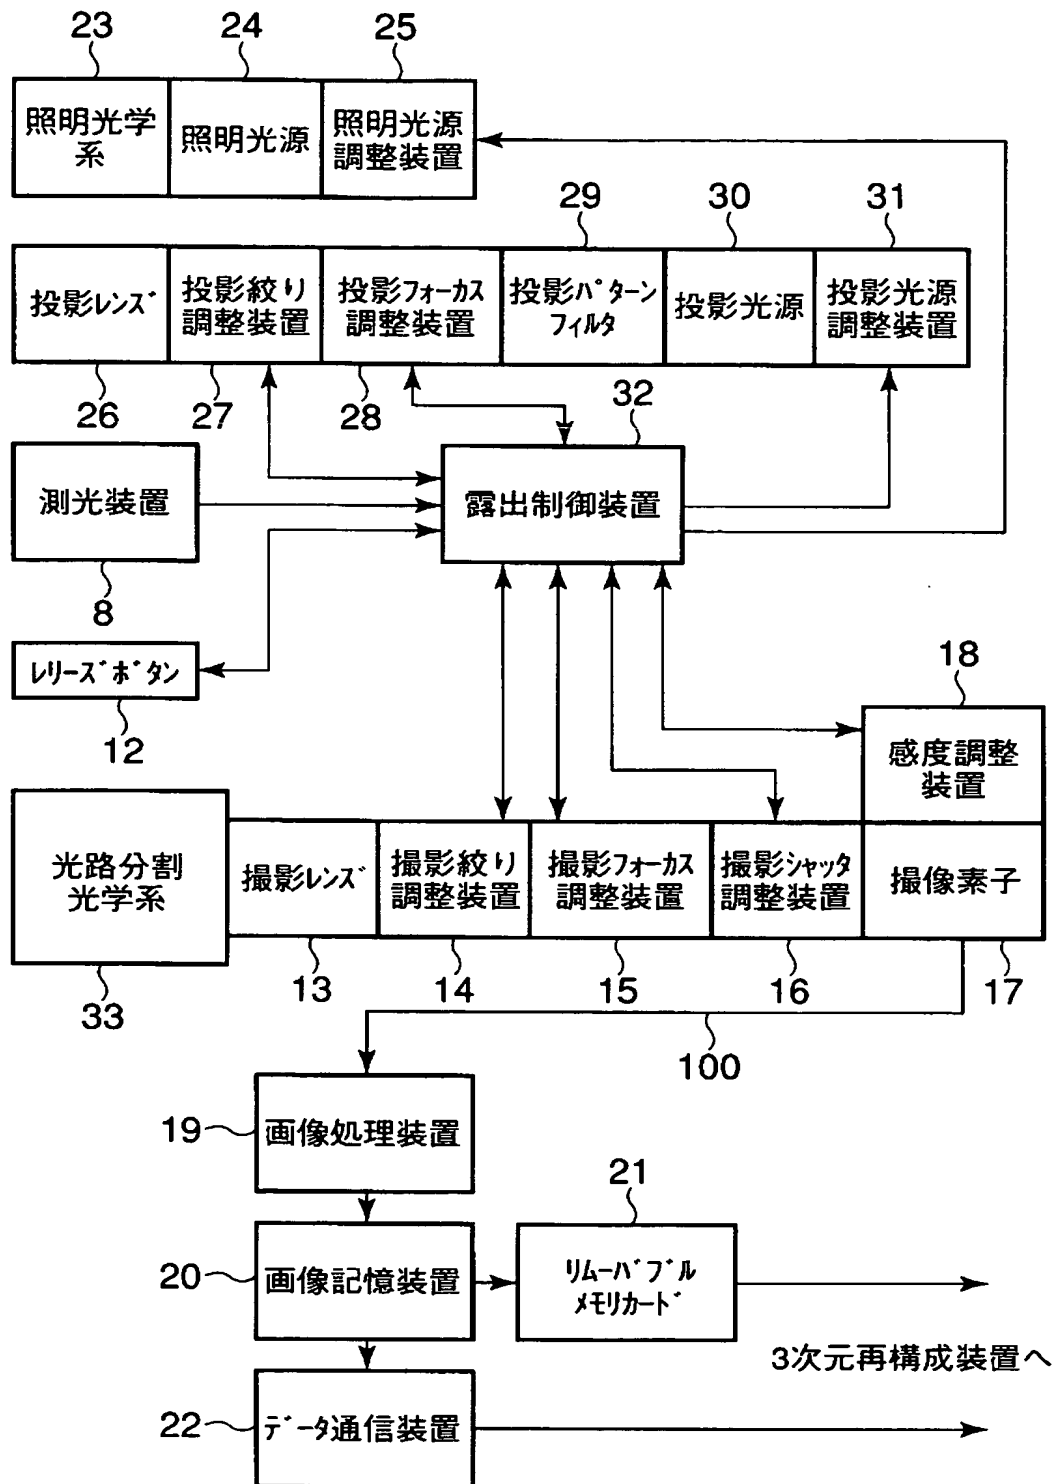 23 24 25
照明光学系
照明光源
照明光源調整装置
29 30 31
投影レンズ
投影絞り調整装置
投影フォーカス調整装置
投影パターンフィルタ
投影光源
投影光源調整装置
26 27 28 32
測光装置
露出制御装置
8
レリーズボタン
12
18
感度調整装置
光路分割光学系
撮影レンズ
撮影絞り調整装置
撮影フォーカス調整装置
撮影シャッタ調整装置
撮像素子
33 13 14 15 16 17
100
19 画像処理装置
21
20 画像記憶装置
リムーバブルメモリカード
3次元再構成装置へ
22 データ通信装置